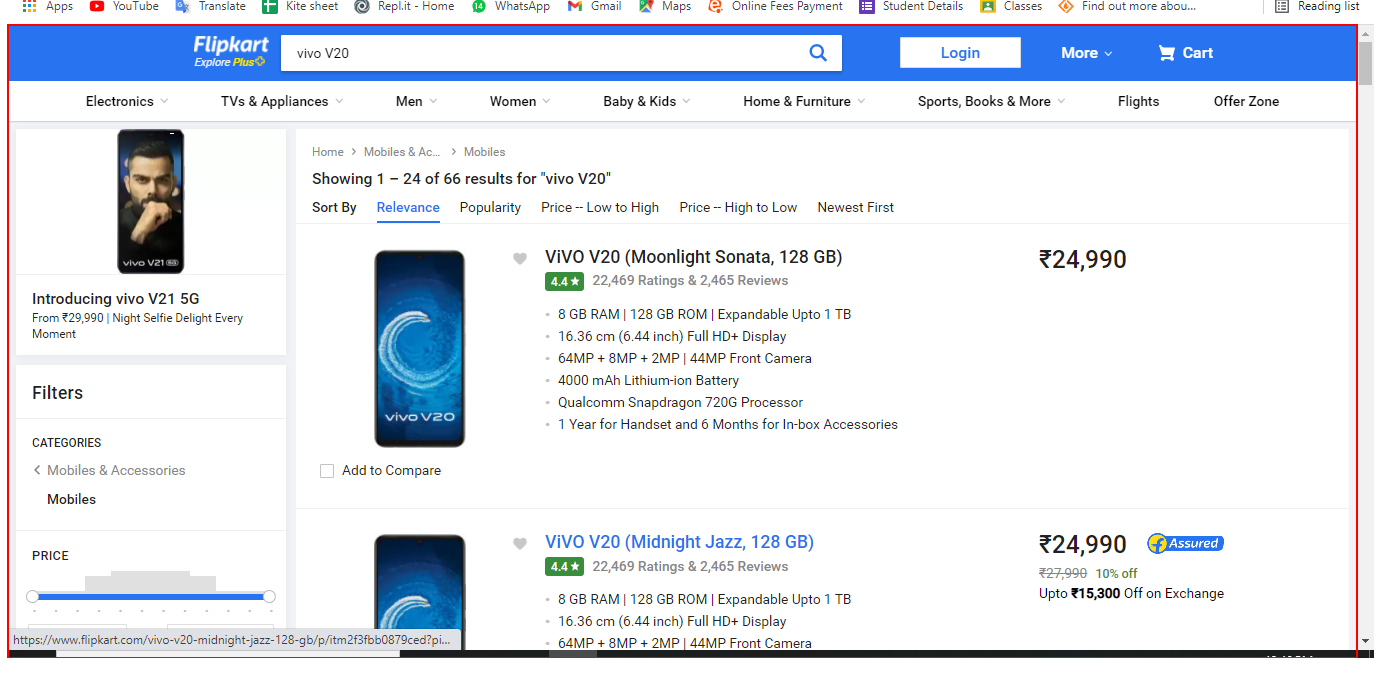 Apps YouTube Translate Kite sheet Repl.it - Home 14 WhatsApp Gmail Maps Online Fees Payment Student Details Classes Find out more abou... Reading list
Flipkart
Explore Plus
vivo V20
Login
More
Cart
Electronics TVs & Appliances Men Women Baby & Kids Home & Furniture Sports, Books & More Flights Offer Zone
vivo V21 5G
Introducing vivo V21 5G
From ₹29,990 | Night Selfie Delight Every
Moment
Filters
CATEGORIES
Mobiles & Accessories
Mobiles
PRICE
Home Mobiles & Ac... Mobiles
Showing 1 – 24 of 66 results for "vivo V20"
Sort By Relevance Popularity Price -- Low to High Price -- High to Low Newest First
vivo V20
Add to Compare
ViVO V20 (Moonlight Sonata, 128 GB)
4.4 ★ 22,469 Ratings & 2,465 Reviews
8 GB RAM | 128 GB ROM | Expandable Upto 1 TB
16.36 cm (6.44 inch) Full HD+ Display
64MP + 8MP + 2MP | 44MP Front Camera
4000 mAh Lithium-ion Battery
Qualcomm Snapdragon 720G Processor
1 Year for Handset and 6 Months for In-box Accessories
₹24,990
ViVO V20 (Midnight Jazz, 128 GB)
4.4 ★ 22,469 Ratings & 2,465 Reviews
8 GB RAM | 128 GB ROM | Expandable Upto 1 TB
16.36 cm (6.44 inch) Full HD+ Display
64MP + 8MP + 2MP | 44MP Front Camera
₹24,990 Assured
₹27,990 10% off
Upto ₹15,300 Off on Exchange
https://www.flipkart.com/vivo-v20-midnight-jazz-128-gb/p/itm2f3fbb0879ced?pi...